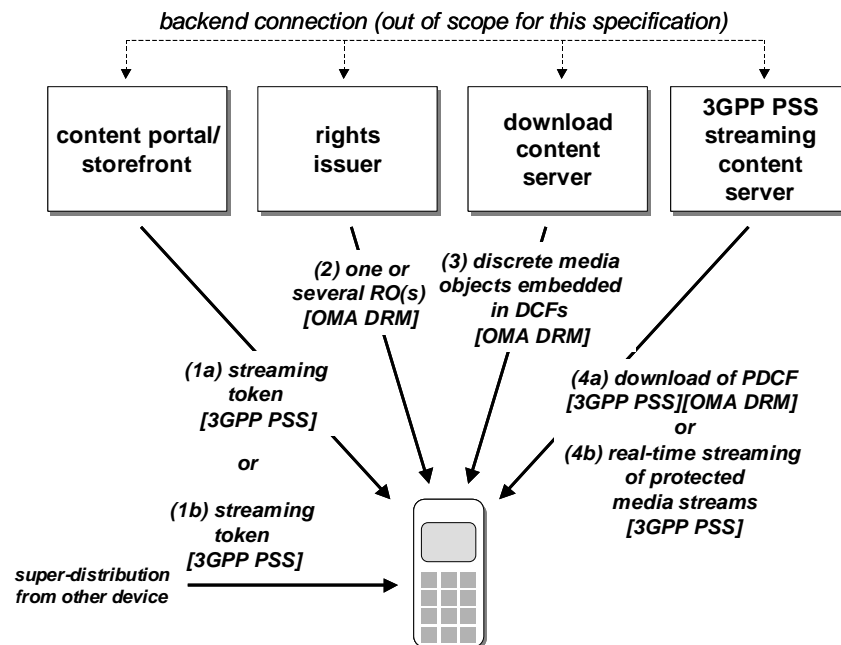 backend connection (out of scope for this specification)
content portal/
storefront
rights
issuer
download
content
server
3GPP PSS
streaming
content
server
(2) one or
several RO(s)
[OMA DRM]
(3) discrete media
objects embedded
in DCFs
[OMA DRM]
(1a) streaming
token
[3GPP PSS]
or
(1b) streaming
token
[3GPP PSS]
(4a) download of PDCF
[3GPP PSS][OMA DRM]
or
(4b) real-time streaming
of protected
media streams
[3GPP PSS]
super-distribution
from other device